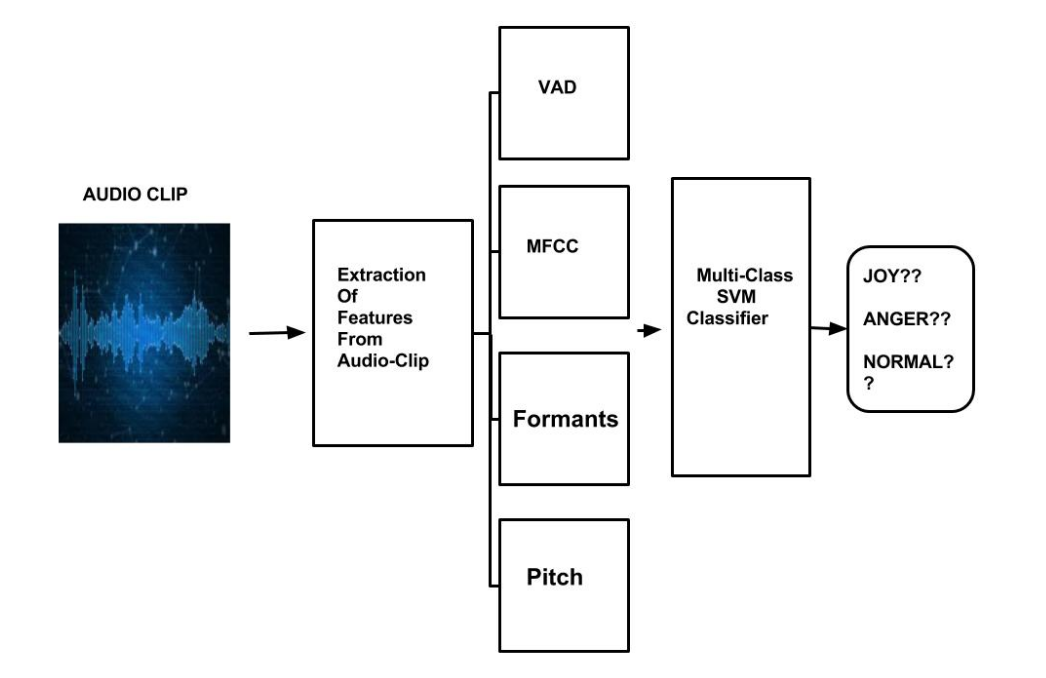 AUDIO CLIP
Extraction
Of
Features
From
Audio-Clip
VAD
MFCC
Formants
Pitch
Multi-Class
SVM
Classifier
JOY??
ANGER??
NORMAL?
?